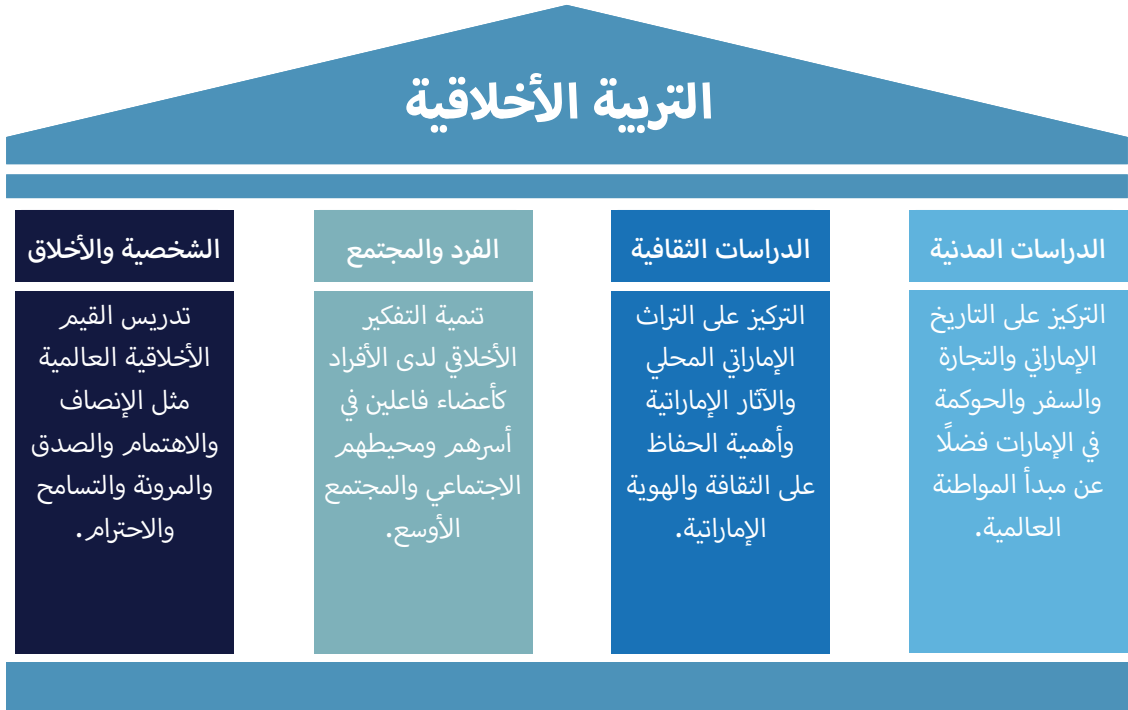 التربية الأخلاقية
الدراسات المدنية
التركيز على التاريخ
الإماراتي والتجارة
والسفر والحوكمة
في الإمارات فضلًا
عن مبدأ المواطنة
العالمية.
الدراسات الثقافية
التركيز على التراث
الإماراتي المحلي
والآثار الإماراتية
وأهمية الحفاظ
على الثقافة والهوية
الإماراتية.
الفرد والمجتمع
تنمية التفكير
الأخلاقي لدى الأفراد
كأعضاء فاعلين في
أسرهم ومحيطهم
الاجتماعي والمجتمع
الأوسع.
الشخصية والأخلاق
تدريس القيم
الأخلاقية العالمية
مثل الإنصاف
والاهتمام والصدق
والمرونة والتسامح
والاحترام.